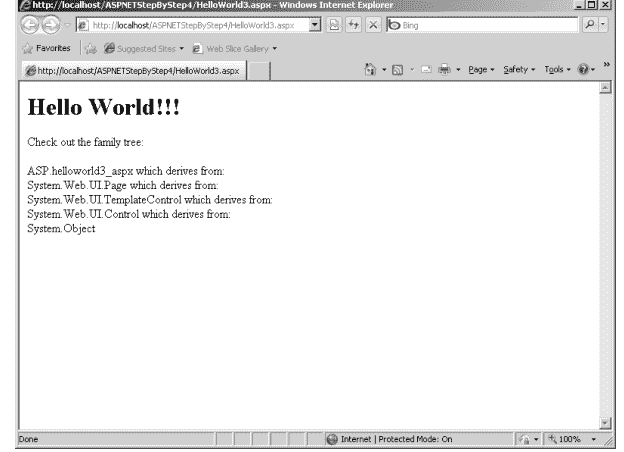 http://localhost/ASPNETStepByStep4/HelloWorld3.aspx - Windows Internet Explorer
http://localhost/ASPNETStepByStep4/HelloWorld3.aspx
Bing
Favorites Suggested Sites Web Slice Gallery
http://localhost/ASPNETStepByStep4/HelloWorld3.aspx
Page Safety Tools
Hello World!!!
Check out the family tree:
ASP.helloworld3_aspx which derives from:
System.Web.UI.Page which derives from:
System.Web.UI.TemplateControl which derives from:
System.Web.UI.Control which derives from:
System.Object
Done Internet | Protected Mode: On 100%